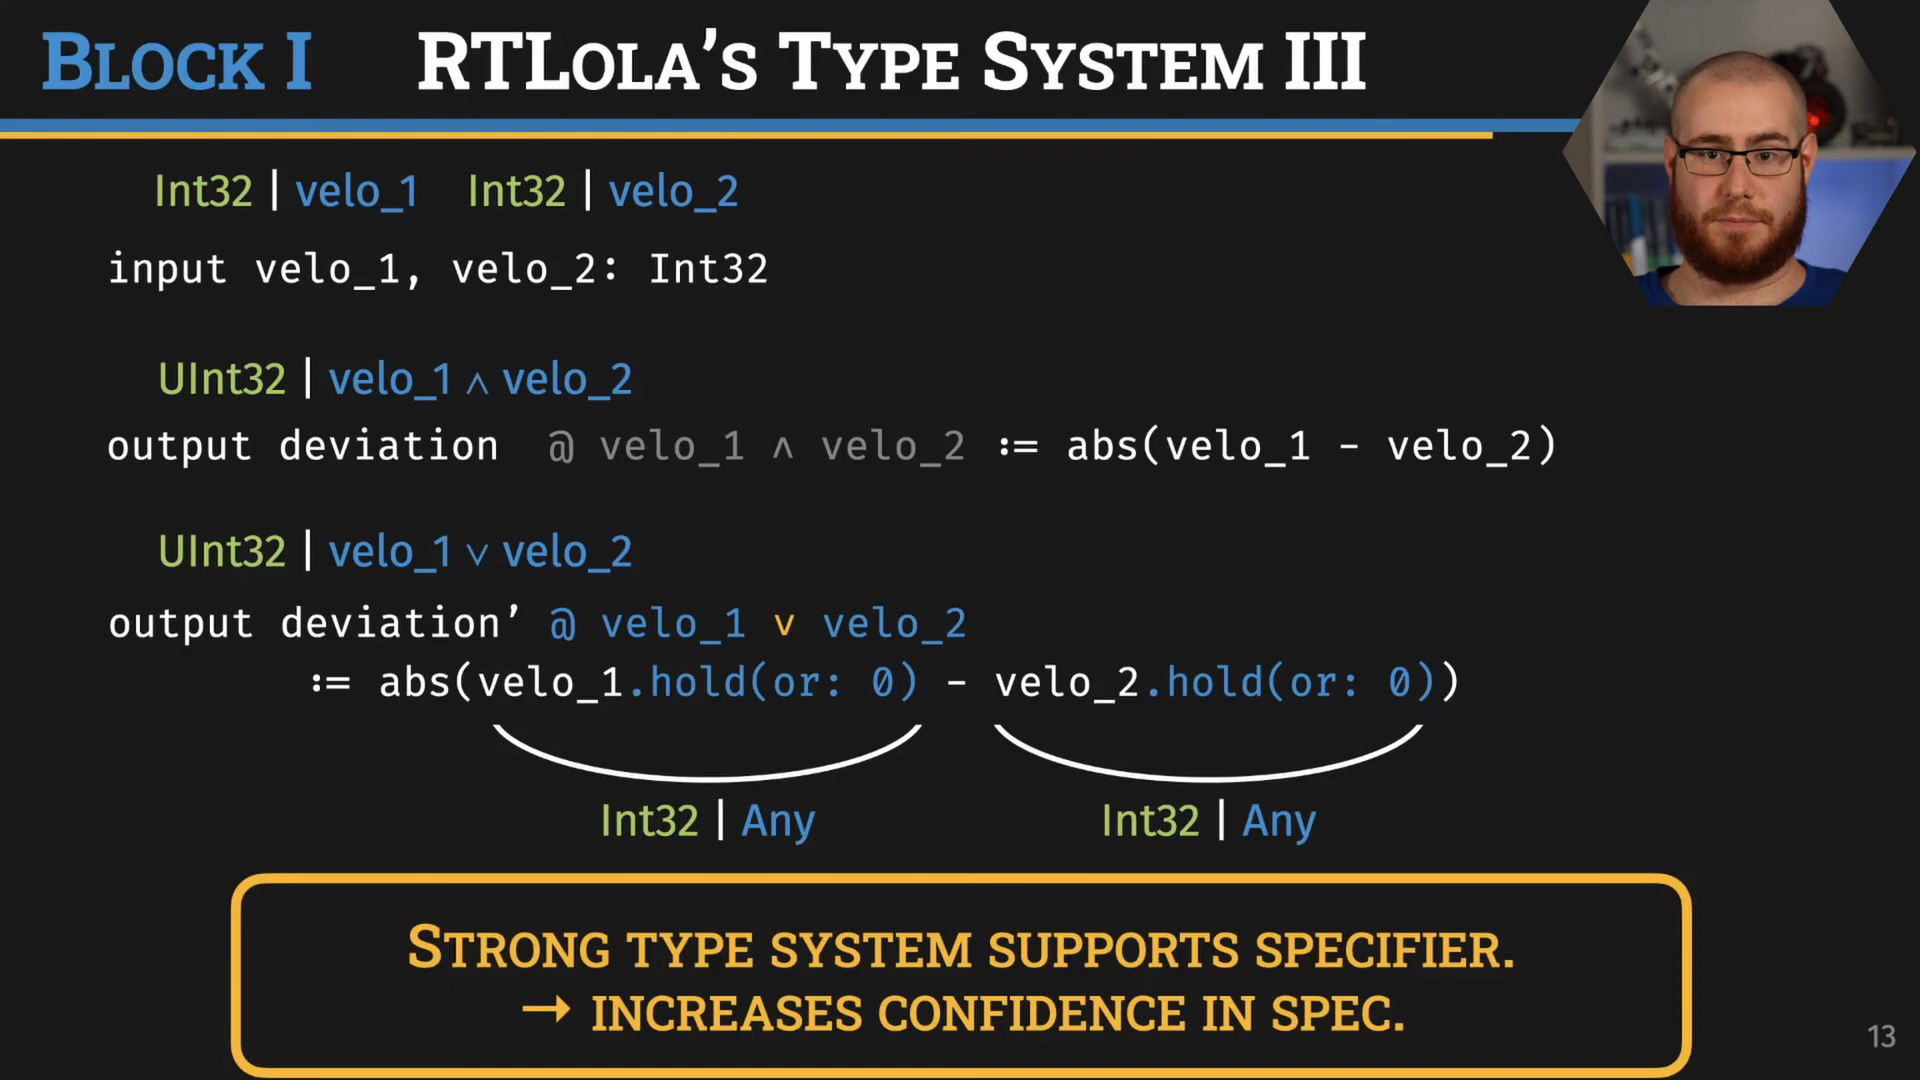 BLOCK I RTLOLA’S TYPE SYSTEM III
Int32 | velo_1 Int32 | velo_2
input velo_1, velo_2: Int32
UInt32 | velo_1 ∧ velo_2
output deviation @ velo_1 ∧ velo_2 := abs(velo_1 - velo_2)
UInt32 | velo_1 ∨ velo_2
output deviation’ @ velo_1 ∨ velo_2
:= abs(velo_1.hold(or: 0) - velo_2.hold(or: 0))
Int32 | Any Int32 | Any
STRONG TYPE SYSTEM SUPPORTS SPECIFIER.
→ INCREASES CONFIDENCE IN SPEC.
13